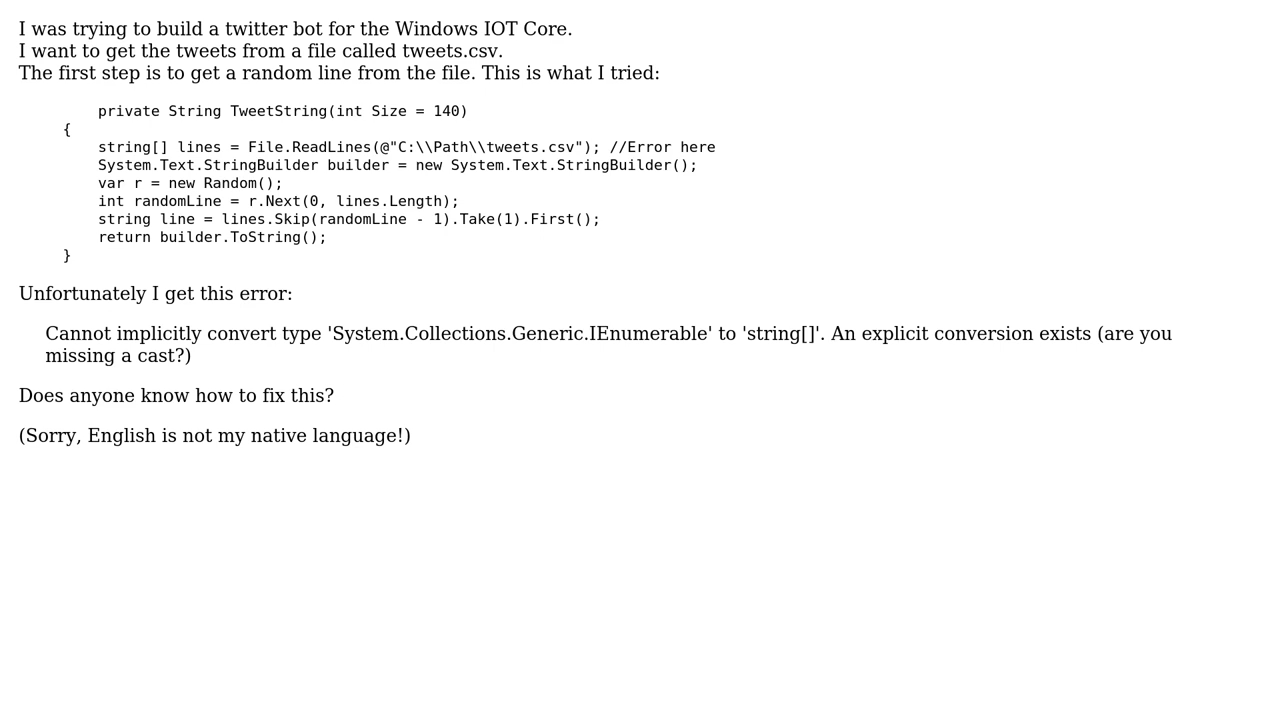 I was trying to build a twitter bot for the Windows IOT Core.
I want to get the tweets from a file called tweets.csv.
The first step is to get a random line from the file. This is what I tried:
private String TweetString(int Size = 140)
{
string[] lines = File.ReadLines(@"C:\\Path\\tweets.csv"); //Error here
System.Text.StringBuilder builder = new System.Text.StringBuilder();
var r = new Random();
int randomLine = r.Next(0, lines.Length);
string line = lines.Skip(randomLine - 1).Take(1).First();
return builder.ToString();
}
Unfortunately I get this error:
Cannot implicitly convert type 'System.Collections.Generic.IEnumerable' to 'string[]'. An explicit conversion exists (are you
missing a cast?)
Does anyone know how to fix this?
(Sorry, English is not my native language!)